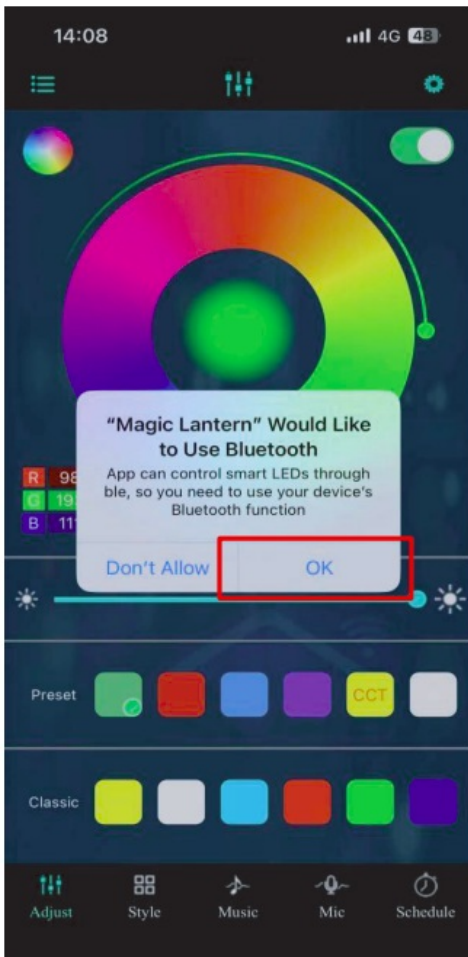 14:08
4G 48
"Magic Lantern" Would Like
to Use Bluetooth
App can control smart LEDs through
ble, so you need to use your device's
Bluetooth function
R 98
G 19
B 11
Don't Allow
OK
Preset
CCT
Classic
Adjust
Style
Music
Mic
Schedule